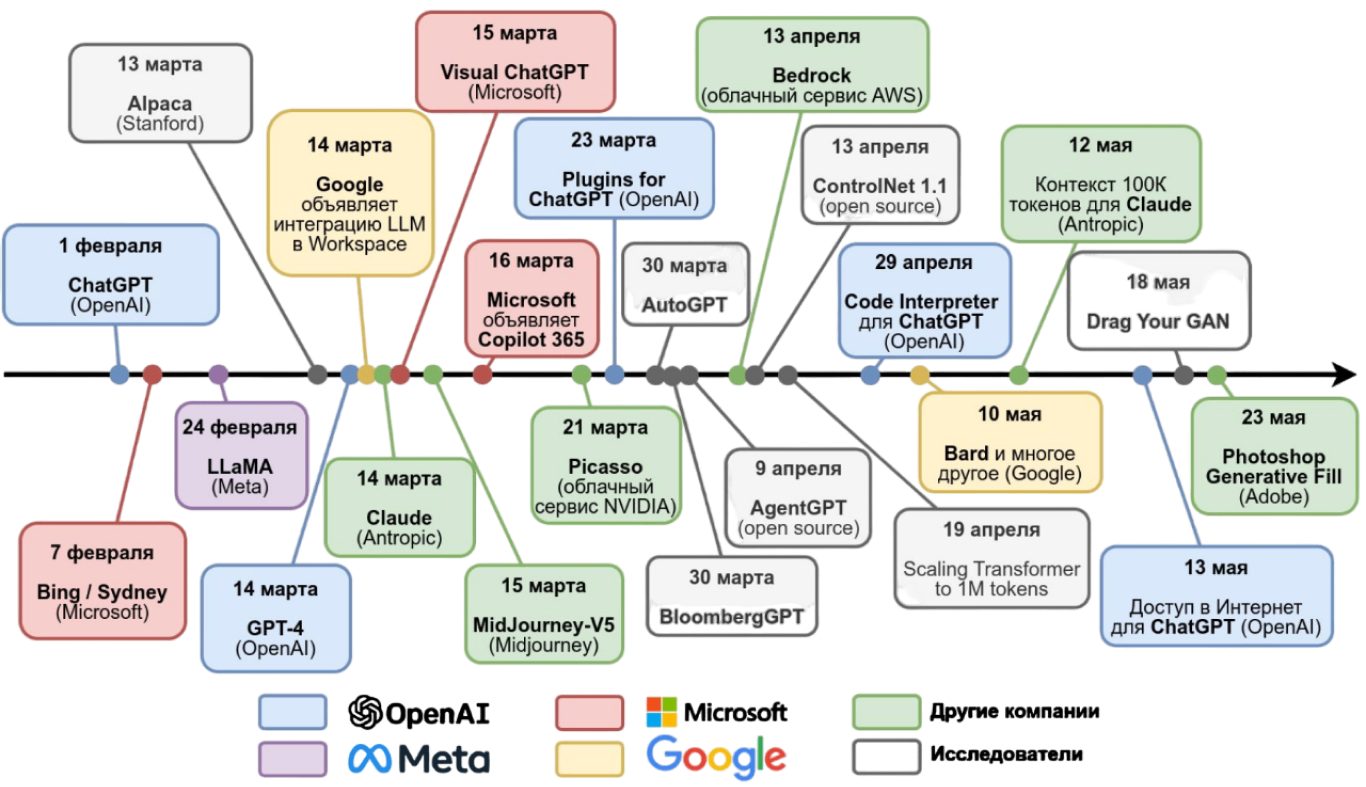 13 марта
Alpaca
(Stanford)
15 марта
Visual ChatGPT
(Microsoft)
13 апреля
Bedrock
(облачный сервис AWS)
14 марта
Google
объявляет
интеграцию LLM
в Workspace
23 марта
Plugins for
ChatGPT (OpenAI)
13 апреля
ControlNet 1.1
(open source)
12 мая
Контекст 100К
токенов для Claude
(Antropic)
1 февраля
ChatGPT
(OpenAI)
16 марта
Microsoft
объявляет
Copilot 365
30 марта
AutoGPT
29 апреля
Code Interpreter
для ChatGPT
(OpenAI)
18 мая
Drag Your GAN
24 февраля
LLaMA
(Meta)
14 марта
Claude
(Antropic)
21 марта
Picasso
(облачный
сервис NVIDIA)
9 апреля
AgentGPT
(open source)
10 мая
Bard и многое
другое (Google)
23 мая
Photoshop
Generative Fill
(Adobe)
7 февраля
Bing / Sydney
(Microsoft)
14 марта
GPT-4
(OpenAI)
15 марта
MidJourney-V5
(Midjourney)
30 марта
BloombergGPT
19 апреля
Scaling Transformer
to 1M tokens
13 мая
Доступ в Интернет
для ChatGPT (OpenAI)
OpenAI
Microsoft
Другие компании
Meta
Google
Исследователи